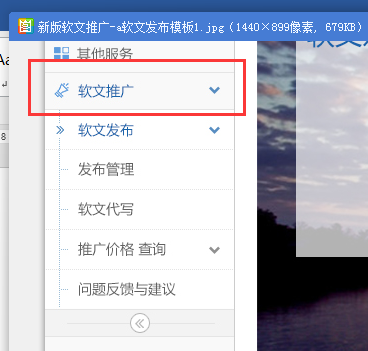 新版软文推广-a软文发布模板1.jpg (1440×899像素, 679KB)
其他服务
软文推广
软文发布
发布管理
8
软文代写
推广价格 查询
问题反馈与建议